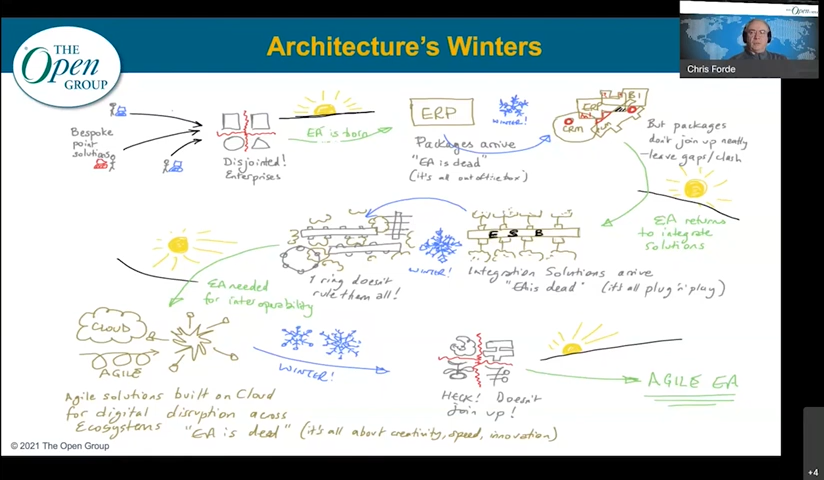 Architecture's Winters
THE
Open
GROUP
the Open GROUP
Chris Forde
Bespoke
point
solutions
Disjointed!
Enterprises
EA is born
ERP
Packages arrive
"EA is dead"
(it's all out of the box)
WINTER!
ERP
BI
CRM
But packages
don't join up neatly
- leave gaps/clash
EA returns
to integrate
solutions
E S B
Integration Solutions arrive
"EA is dead" (it's all plug 'n' play)
WINTER!
1 ring doesn't
rule them all!
EA needed
for interoperability
CLOUD
AGILE
Agile solutions built on Cloud
for digital disruption across
Ecosystems "EA is dead" (it's all about creativity, speed, innovation)
WINTER!
HECK! Doesn't
join up!
AGILE EA
© 2021 The Open Group
+4